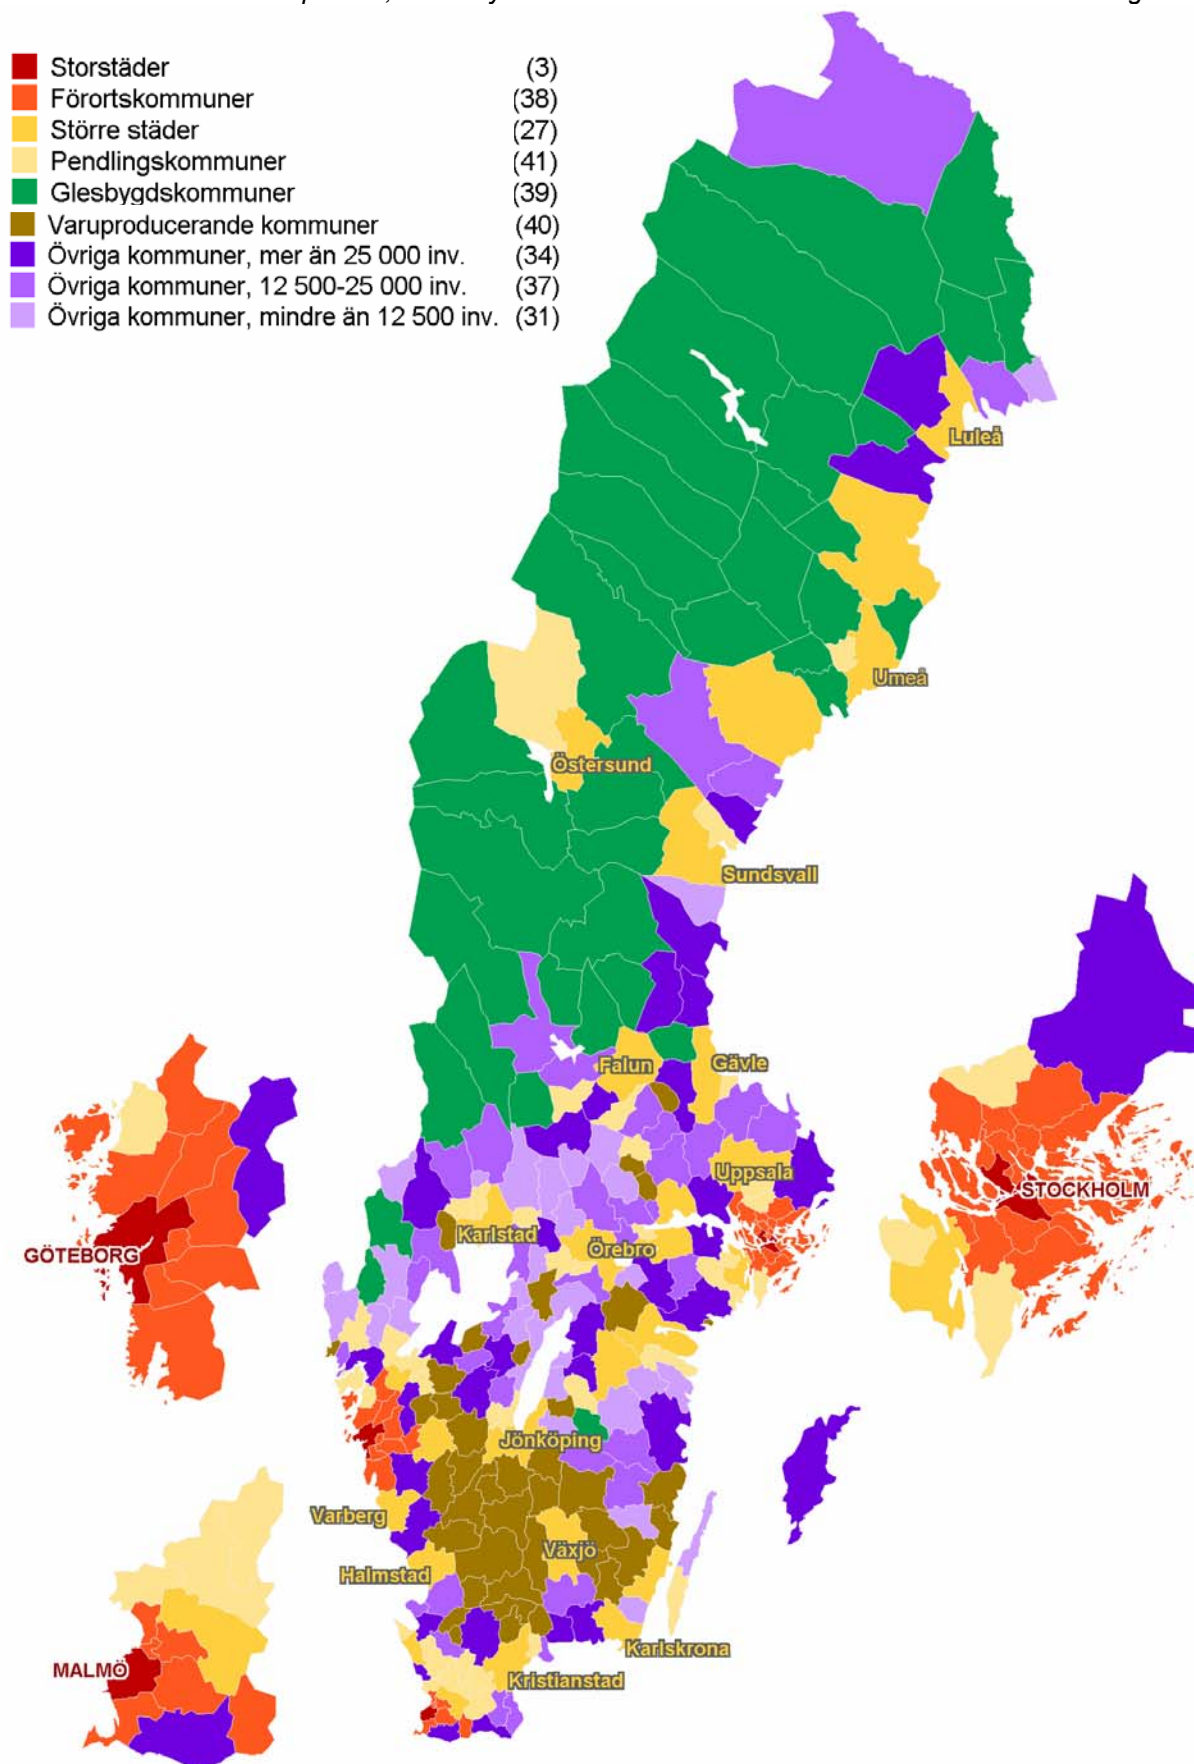 Storstäder (3)
Förortskommuner (38)
Större städer (27)
Pendlingskommuner (41)
Glesbygdskommuner (39)
Varuproducerande kommuner (40)
Övriga kommuner, mer än 25 000 inv. (34)
Övriga kommuner, 12 500-25 000 inv. (37)
Övriga kommuner, mindre än 12 500 inv. (31)
Luleå
Umeå
Östersund
Sundsvall
Falun
Gävle
Uppsala
STOCKHOLM
Karlstad
Örebro
GÖTEBORG
Jönköping
Varberg
Växjö
Halmstad
Karlskrona
MALMÖ
Kristianstad